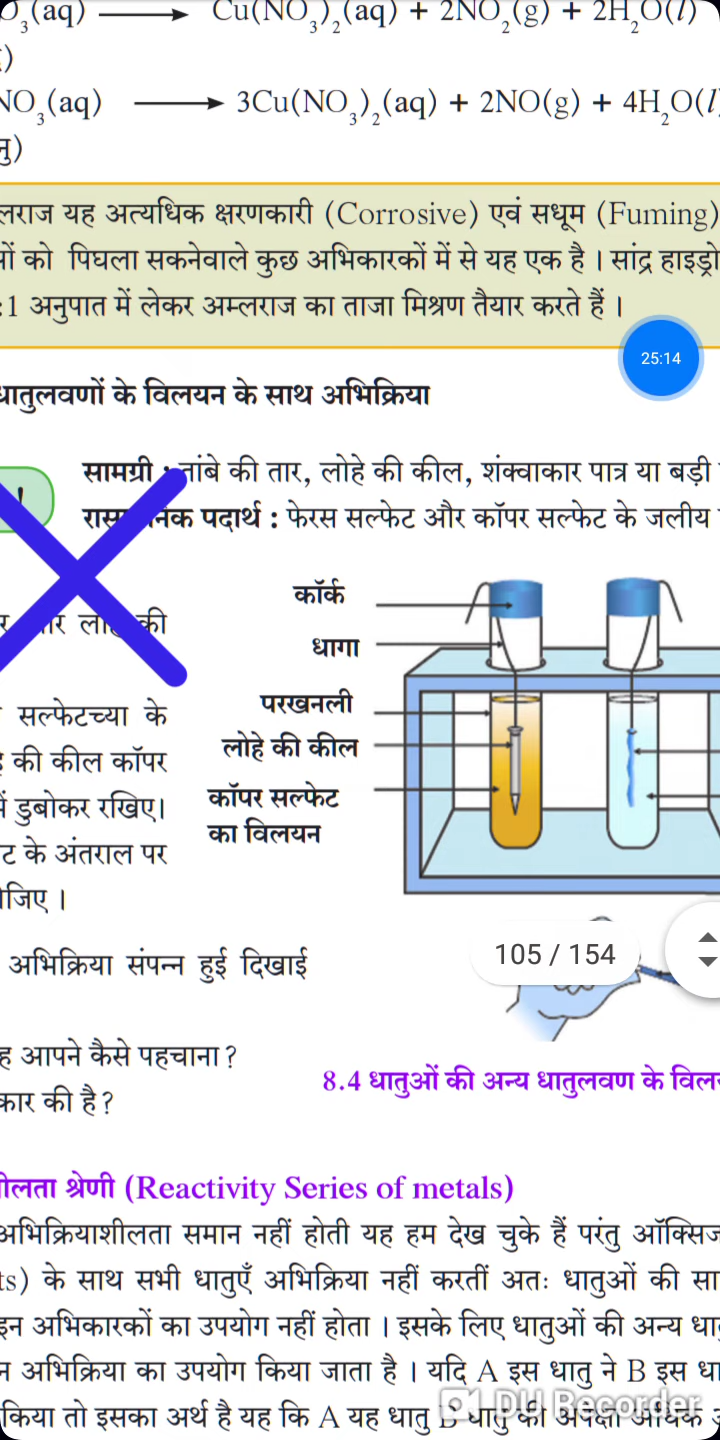 ₃(aq) ⟶ Cu(NO₃)₂(aq) + 2NO₂(g) + 2H₂O(l)
)
NO₃(aq) ⟶ 3Cu(NO₃)₂(aq) + 2NO(g) + 4H₂O(l
नु)
लराज यह अत्यधिक क्षरणकारी (Corrosive) एवं सधूम (Fuming)
ओं को पिघला सकनेवाले कुछ अभिकारकों में से यह एक है । सांद्र हाइड्रो
:1 अनुपात में लेकर अम्लराज का ताजा मिश्रण तैयार करते हैं ।
25:14
धातुलवणों के विलयन के साथ अभिक्रिया
सामग्री : तांबे की तार, लोहे की कील, शंक्वाकार पात्र या बड़ी
पदार्थ : फेरस सल्फेट और कॉपर सल्फेट के जलीय
कॉर्क
की
धागा
परखनली
सल्फेटच्या के
लोहे की कील
की कील कॉपर
कॉपर सल्फेट
में डुबोकर रखिए।
का विलयन
ट के अंतराल पर
जिए ।
105 / 154
अभिक्रिया संपन्न हुई दिखाई
ह आपने कैसे पहचाना ?
8.4 धातुओं की अन्य धातुलवण के विलय
कार की है ?
ीलता श्रेणी (Reactivity Series of metals)
अभिक्रियाशीलता समान नहीं होती यह हम देख चुके हैं परंतु ऑक्सिज
ts) के साथ सभी धातुएँ अभिक्रिया नहीं करतीं अतः धातुओं की सा
इन अभिकारकों का उपयोग नहीं होता । इसके लिए धातुओं की अन्य धा
न अभिक्रिया का उपयोग किया जाता है । यदि A इस धातु ने B इस धा
किया तो इसका अर्थ है यह कि A यह धातु B धातु की अपेक्षा अधिक
DU Recorder